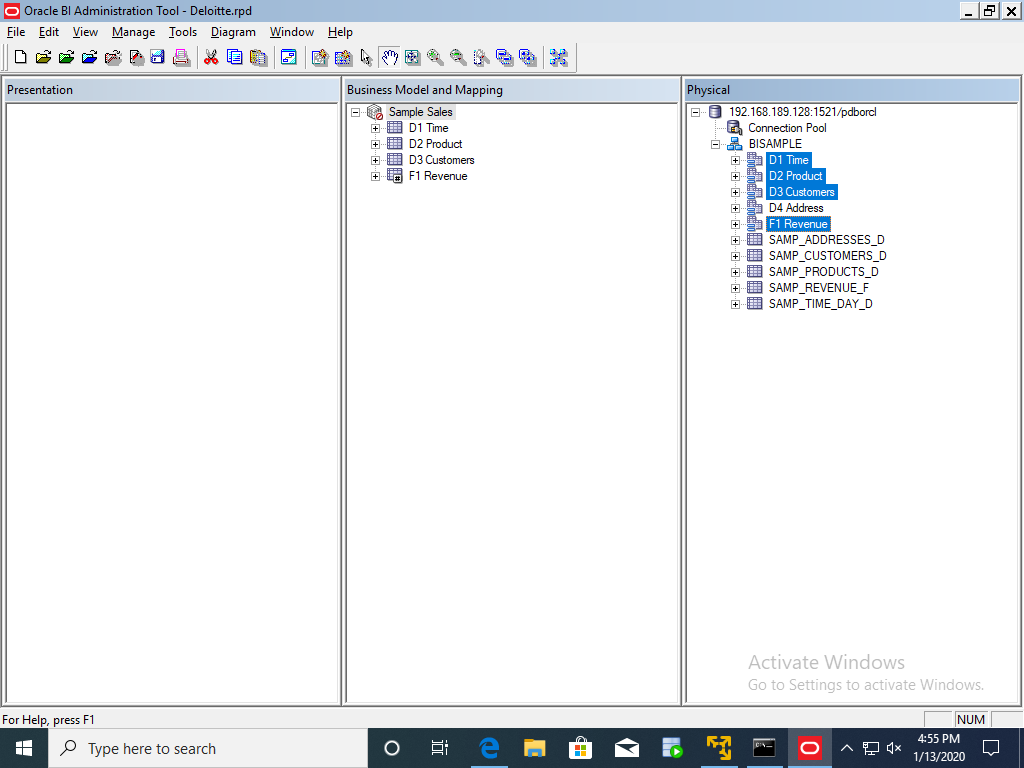 Oracle BI Administration Tool - Deloitte.rpd
File Edit View Manage Tools Diagram Window Help
Presentation
Business Model and Mapping
Sample Sales
D1 Time
D2 Product
D3 Customers
F1 Revenue
Physical
192.168.189.128:1521/pdborcl
Connection Pool
BISAMPLE
D1 Time
D2 Product
D3 Customers
D4 Address
F1 Revenue
SAMP_ADDRESSES_D
SAMP_CUSTOMERS_D
SAMP_PRODUCTS_D
SAMP_REVENUE_F
SAMP_TIME_DAY_D
Activate Windows
Go to Settings to activate Windows.
For Help, press F1
NUM
Type here to search
4:55 PM
1/13/2020